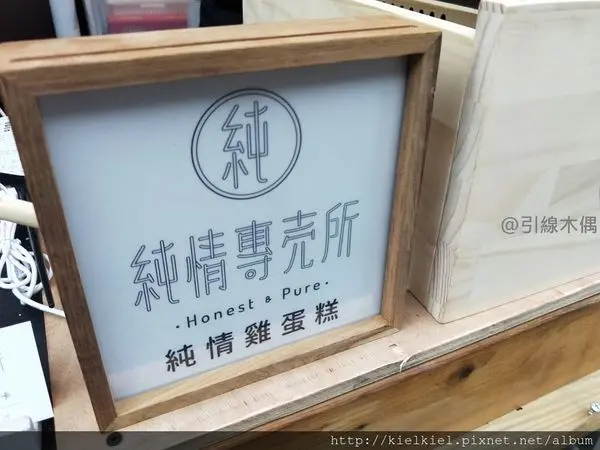 純
純情專売所
·Honest & Pure·
純情雞蛋糕
@引線木偶
http://kielkiel.pixnet.net/album